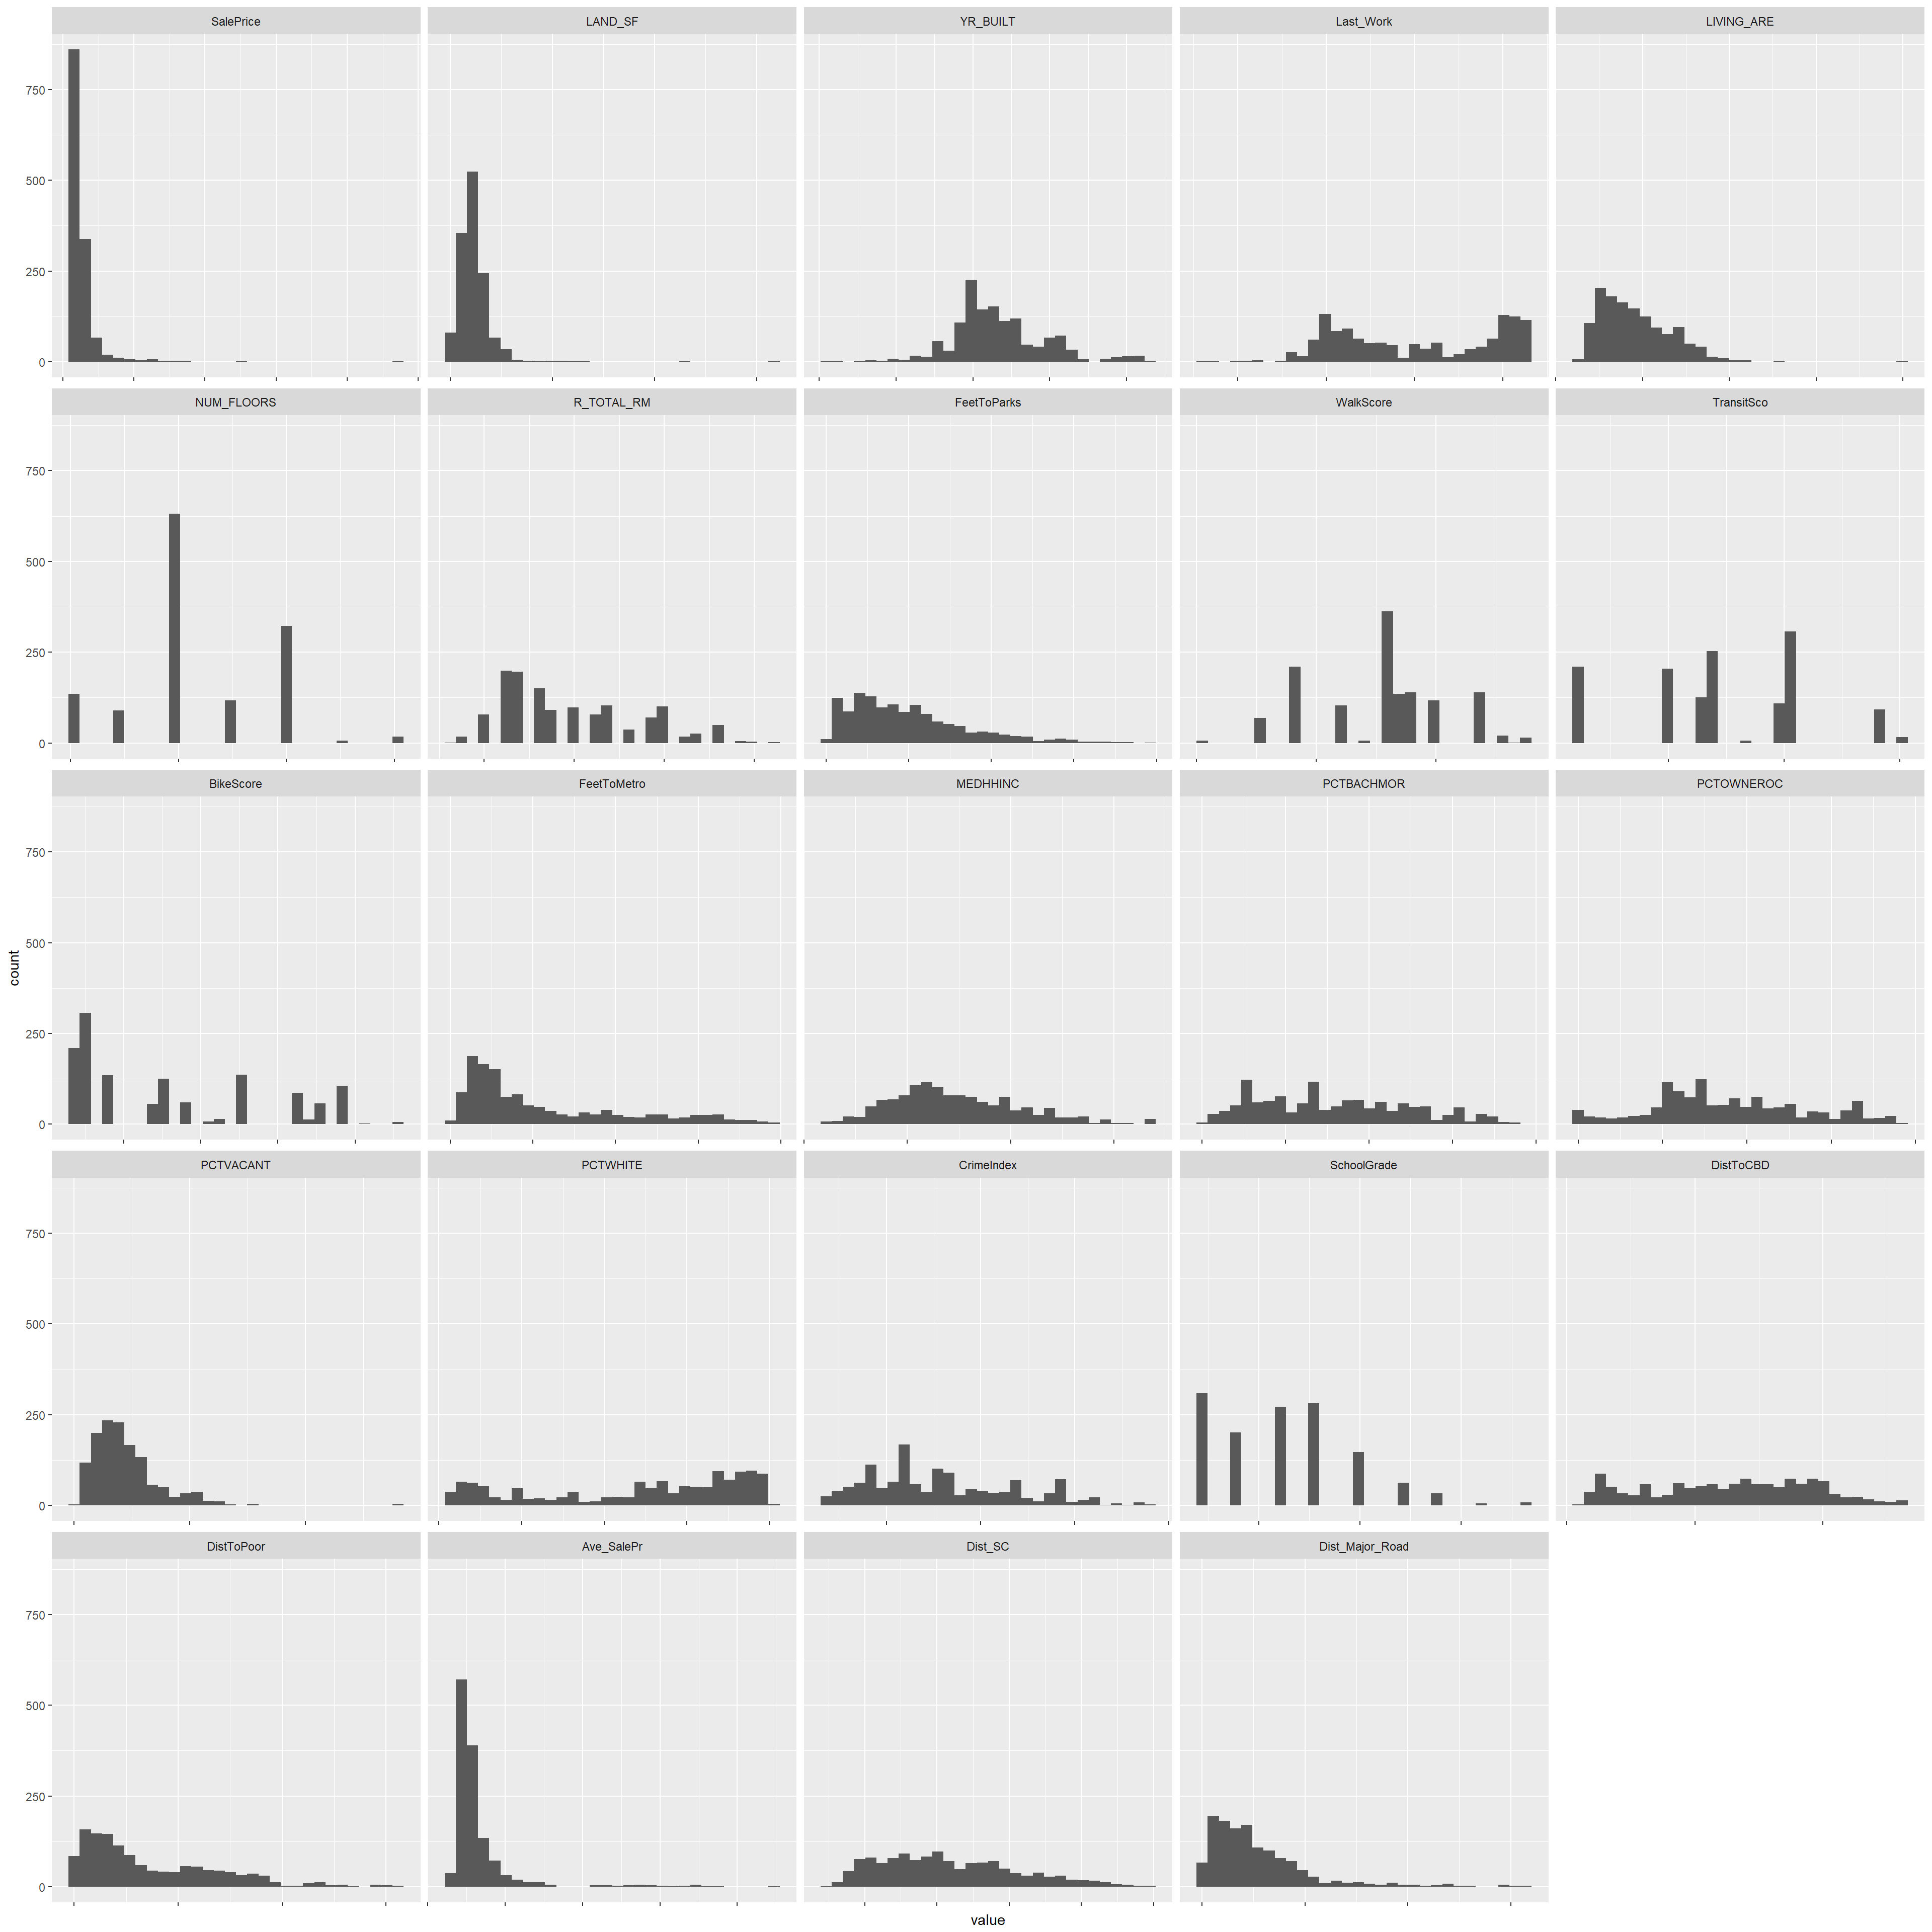 SalePrice LAND_SF YR_BUILT Last_Work LIVING_ARE
750
500
250
0
NUM_FLOORS R_TOTAL_RM FeetToParks WalkScore TransitSco
750
500
250
0
BikeScore FeetToMetro MEDHHINC PCTBACHMOR PCTOWNEROC
750
500
250
0
count
PCTVACANT PCTWHITE CrimeIndex SchoolGrade DistToCBD
750
500
250
0
DistToPoor Ave_SalePr Dist_SC Dist_Major_Road
750
500
250
0
value